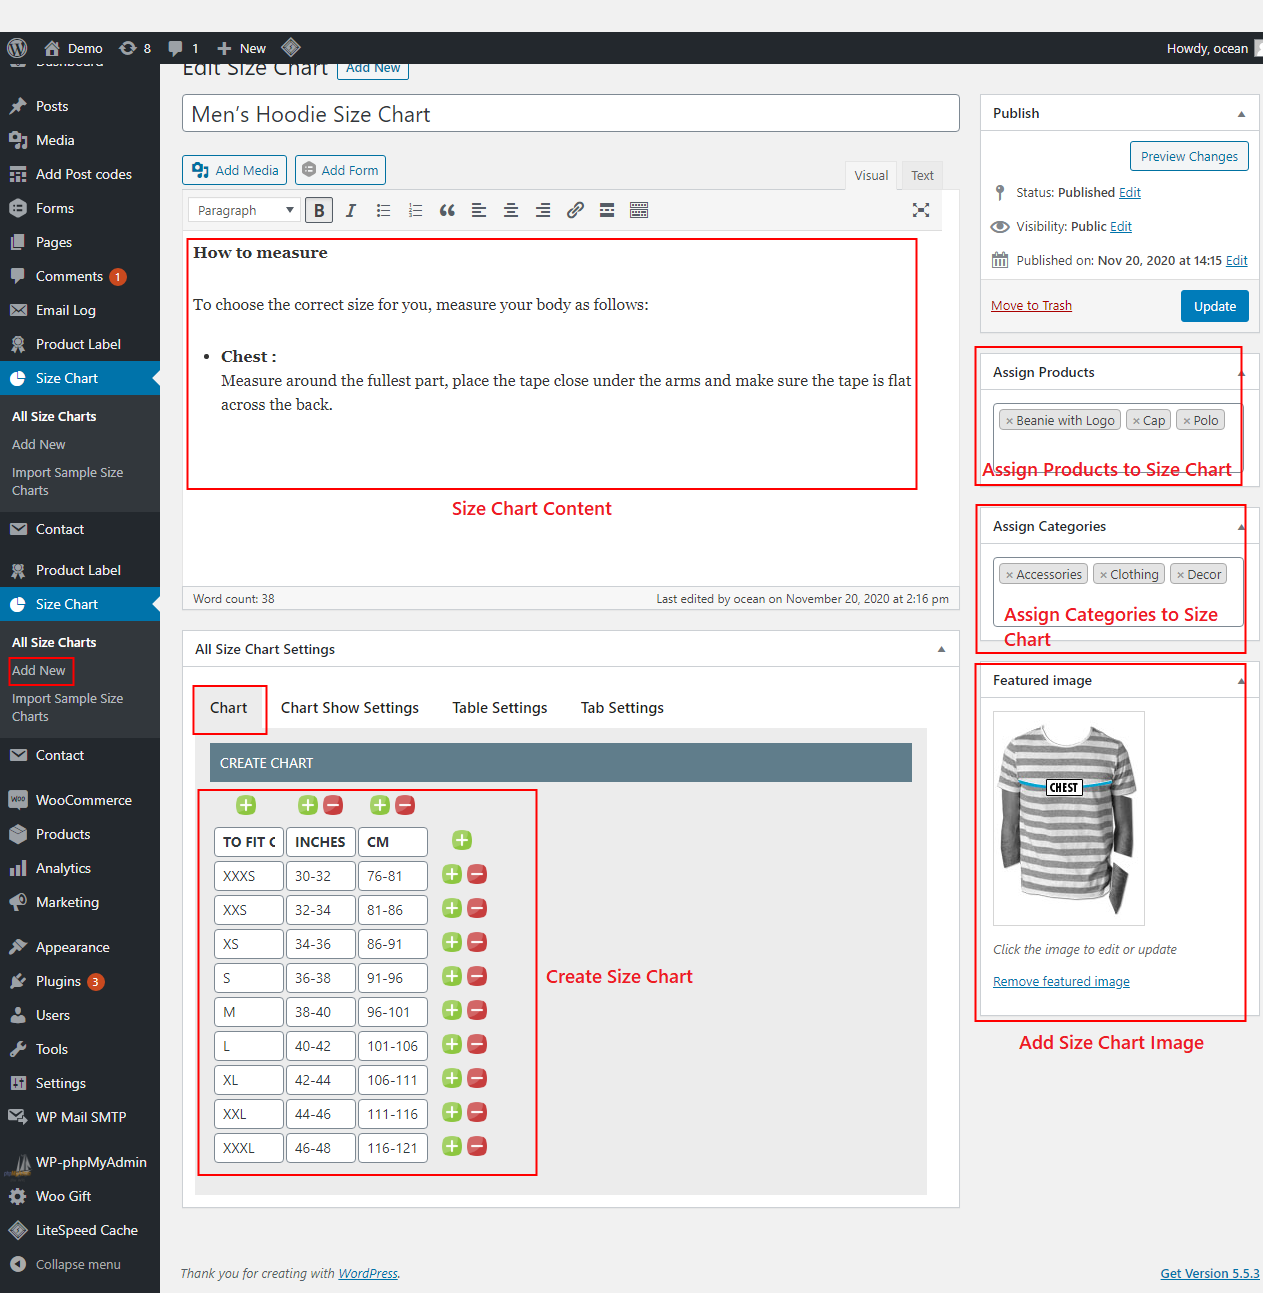 Demo 8 1 New
Howdy, ocean
Dashboard
Posts
Media
Add Post codes
Forms
Pages
Comments 1
Email Log
Product Label
Size Chart
All Size Charts
Add New
Import Sample Size
Charts
Contact
Product Label
Size Chart
All Size Charts
Add New
Import Sample Size
Charts
Contact
WOO WooCommerce
Products
Analytics
Marketing
Appearance
Plugins 3
Users
Tools
Settings
WP Mail SMTP
WP-phpMyAdmin
Woo Gift
LiteSpeed Cache
Collapse menu
Edit Size Chart Add New
Men’s Hoodie Size Chart
Add Media Add Form
Visual Text
Paragraph B I
How to measure
To choose the correct size for you, measure your body as follows:
• Chest :
Measure around the fullest part, place the tape close under the arms and make sure the tape is flat
across the back.
Size Chart Content
Word count: 38
Last edited by ocean on November 20, 2020 at 2:16 pm
All Size Chart Settings
Chart Chart Show Settings Table Settings Tab Settings
CREATE CHART
TO FIT C INCHES CM
XXXS 30-32 76-81
XXS 32-34 81-86
XS 34-36 86-91
S 36-38 91-96
M 38-40 96-101
L 40-42 101-106
XL 42-44 106-111
XXL 44-46 111-116
XXXL 46-48 116-121
Create Size Chart
Publish
Preview Changes
Status: Published Edit
Visibility: Public Edit
Published on: Nov 20, 2020 at 14:15 Edit
Move to Trash Update
Assign Products
× Beanie with Logo × Cap × Polo
Assign Products to Size Chart
Assign Categories
× Accessories × Clothing × Decor
Assign Categories to Size
Chart
Featured image
CHEST
Click the image to edit or update
Remove featured image
Add Size Chart Image
Thank you for creating with WordPress.
Get Version 5.5.3